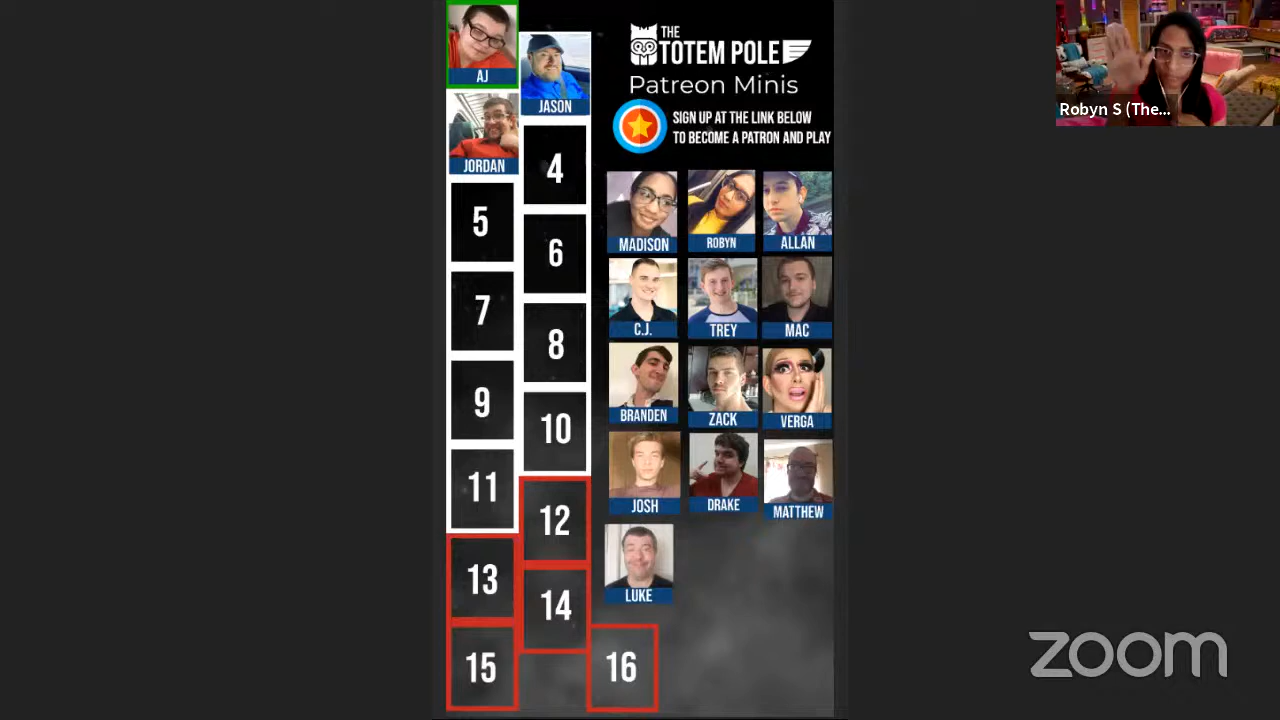 AJ
JASON
JORDAN
4
5
6
7
8
9
10
11
12
13
14
15
16
THE
TOTEM POLE
Patreon Minis
SIGN UP AT THE LINK BELOW
TO BECOME A PATRON AND PLAY
MADISON
ROBYN
ALLAN
C.J.
TREY
MAC
BRANDEN
ZACK
VERGA
JOSH
DRAKE
MATTHEW
LUKE
Robyn S (The...
zoom